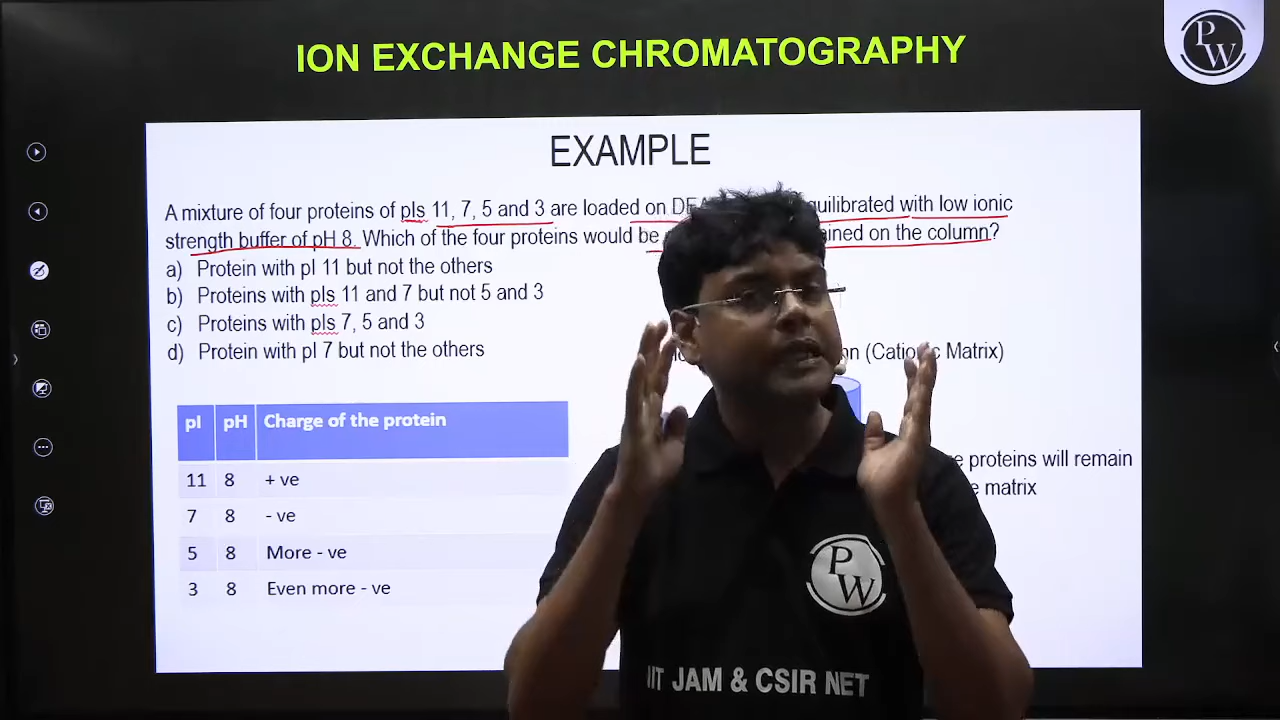 ION EXCHANGE CHROMATOGRAPHY
PW
EXAMPLE
A mixture of four proteins of pIs 11, 7, 5 and 3 are loaded on with low ionic
strength buffer of pH 8. Which of the four proteins would be on the column?
a) Protein with pI 11 but not the others
b) Proteins with pIs 11 and 7 but not 5 and 3
c) Proteins with pIs 7, 5 and 3
d) Protein with pI 7 but not the others
(Cationic Matrix)
pI pH Charge of the protein
11 8 + ve
7 8 - ve
5 8 More - ve
3 8 Even more - ve
proteins will remain
matrix
PW
IIT JAM & CSIR NET